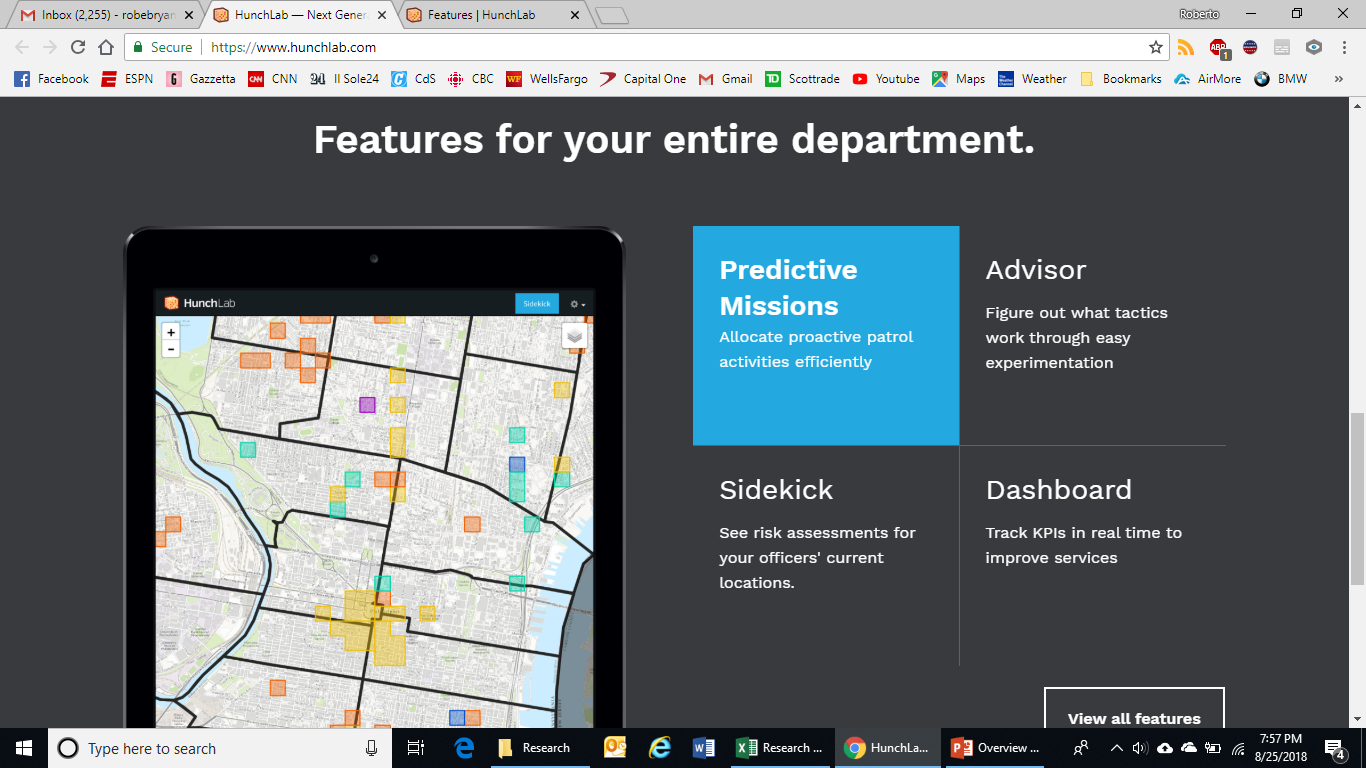 Inbox (2,255) - robebryan
HunchLab — Next Genera
Features | HunchLab
Roberto
Secure
https://www.hunchlab.com
ABP
1
Facebook
ESPN
Gazzetta
CNN
Il Sole24
CdS
CBC
WellsFargo
Capital One
Gmail
Scottrade
Youtube
Maps
Weather
Bookmarks
AirMore
BMW
Features for your entire department.
HunchLab
Sidekick
+
-
Predictive
Missions
Allocate proactive patrol
activities efficiently
Advisor
Figure out what tactics
work through easy
experimentation
Sidekick
See risk assessments for
your officers' current
locations.
Dashboard
Track KPIs in real time to
improve services
View all features
Type here to search
Research
Research ...
HunchLa...
Overview ...
7:57 PM
8/25/2018
4